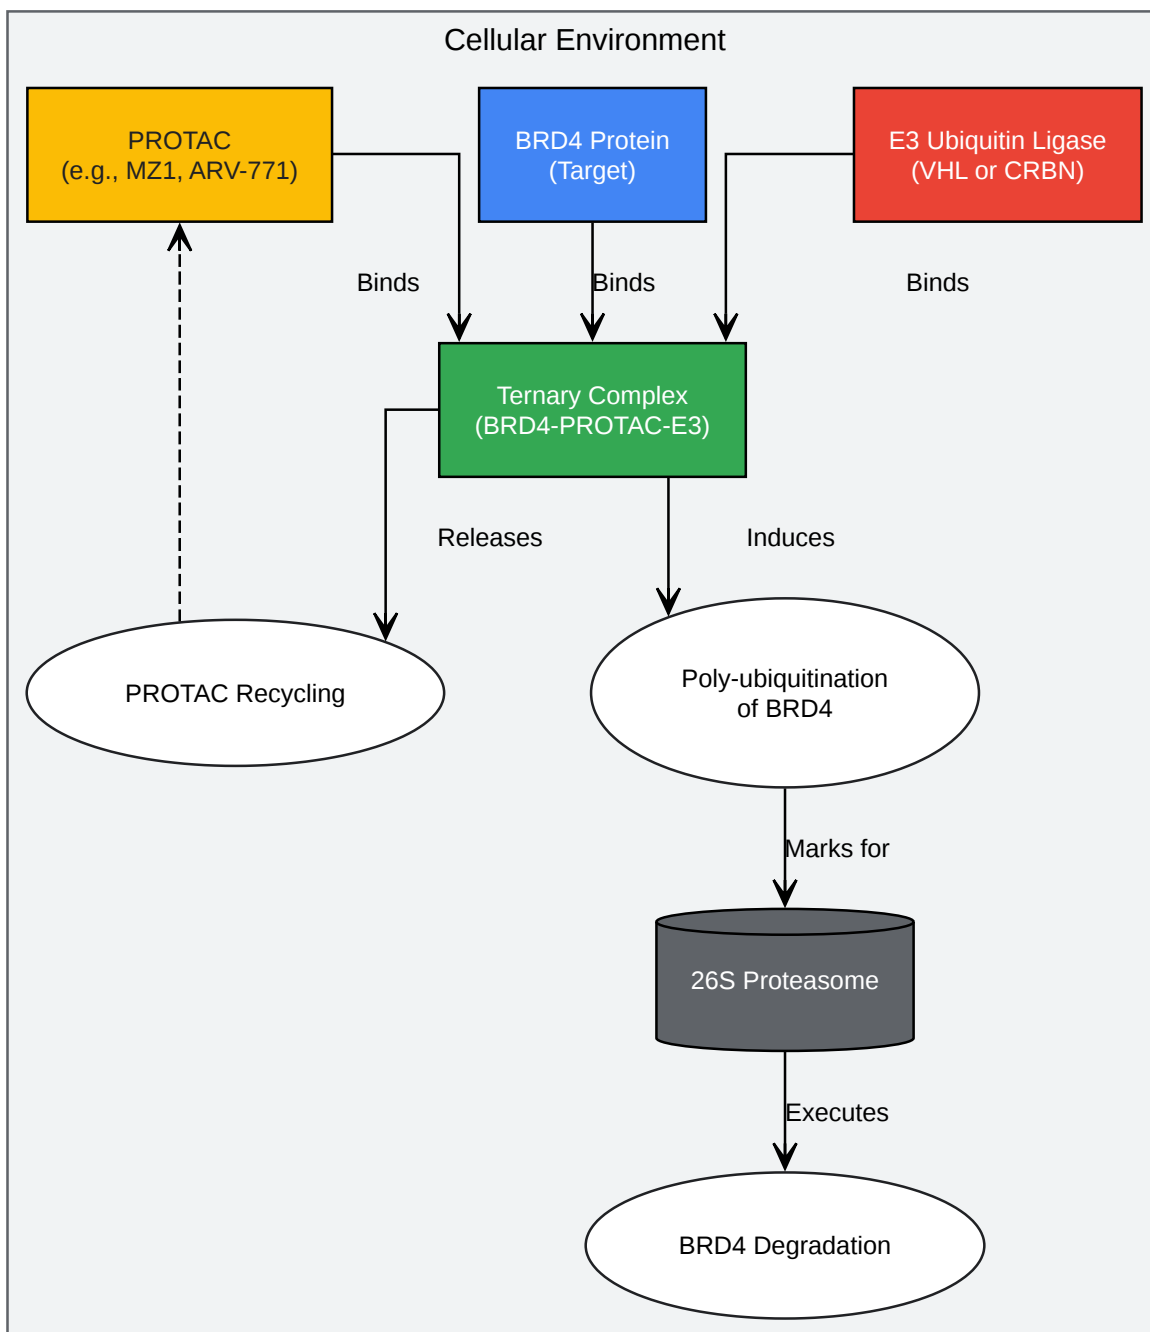 Cellular Environment
PROTAC
(e.g., MZ1, ARV-771)
BRD4 Protein
(Target)
E3 Ubiquitin Ligase
(VHL or CRBN)
Binds
Binds
Binds
Ternary Complex
(BRD4-PROTAC-E3)
Releases
Induces
PROTAC Recycling
Poly-ubiquitination
of BRD4
Marks for
26S Proteasome
Executes
BRD4 Degradation